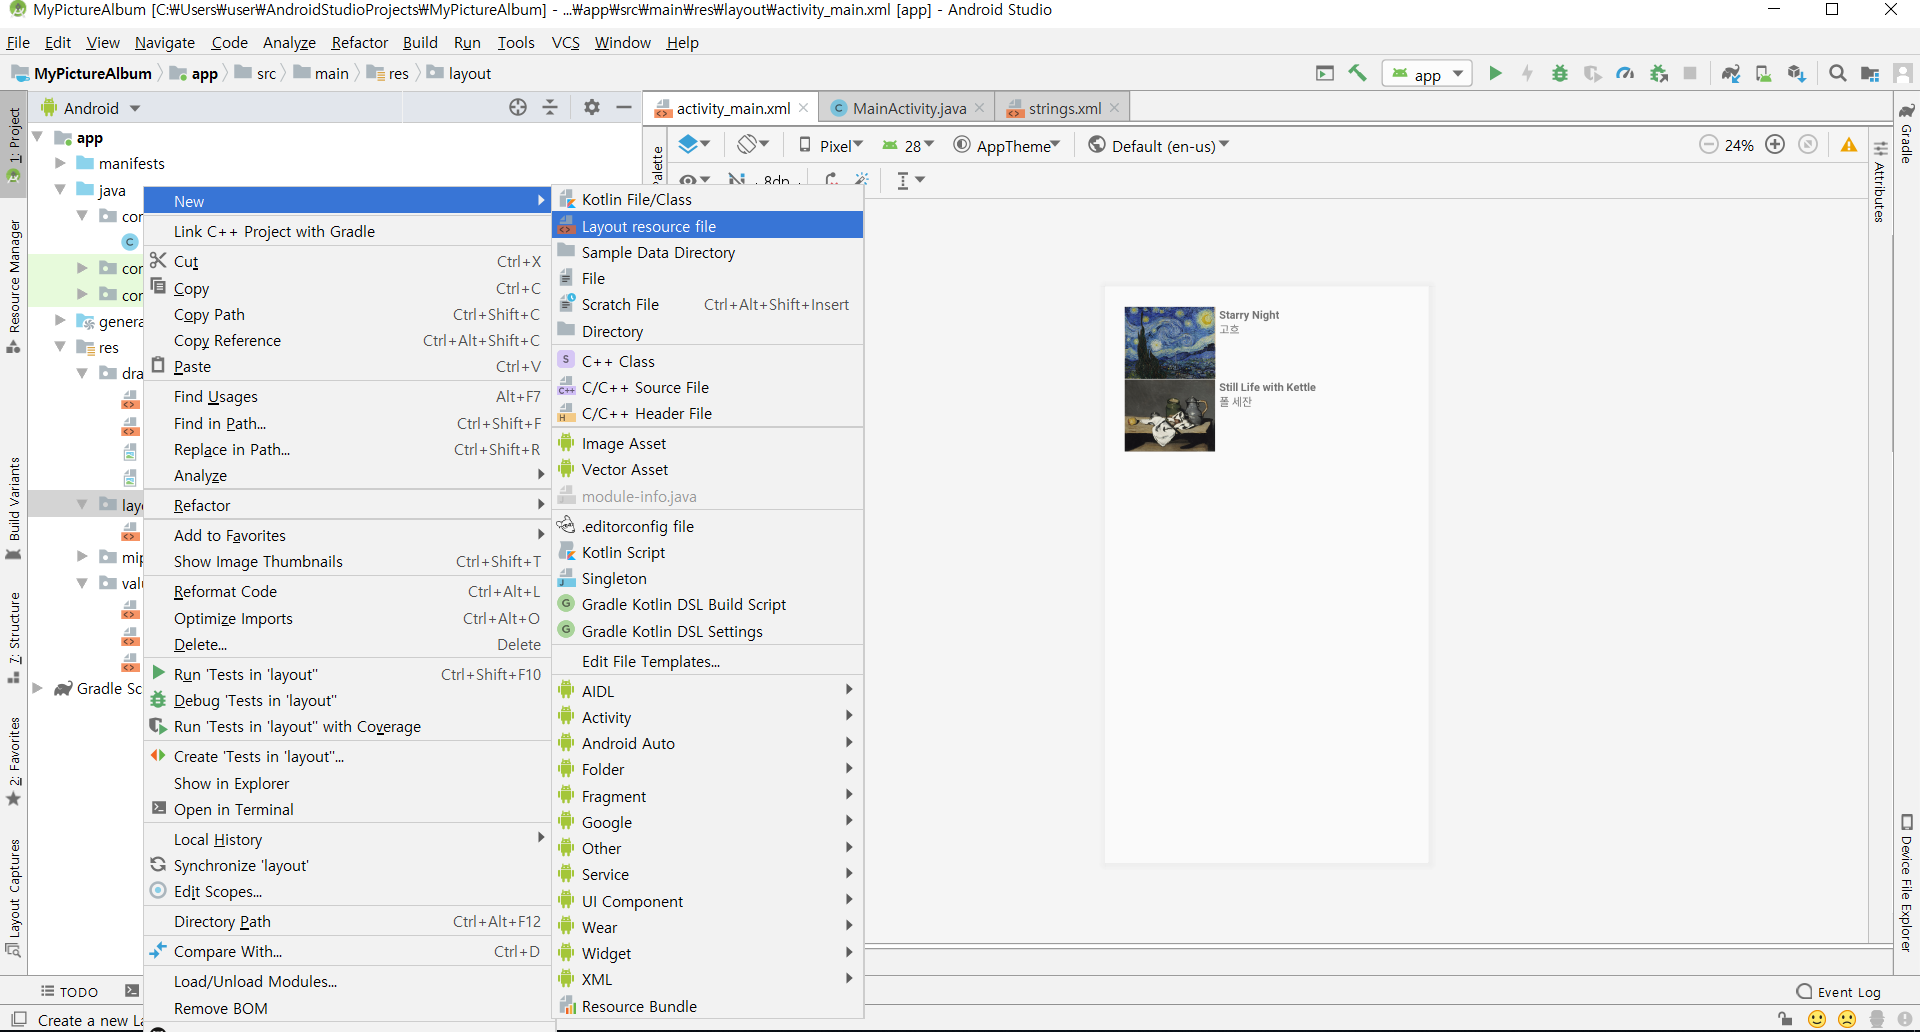 MyPictureAlbum [C:₩Users₩user₩AndroidStudioProjects₩MyPictureAlbum] - ...₩app₩src₩main₩res₩layout₩activity_main.xml [app] - Android Studio
File Edit View Navigate Code Analyze Refactor Build Run Tools VCS Window Help
MyPictureAlbum app src main res layout
app
Android
activity_main.xml MainActivity.java strings.xml
Pixel 28 AppTheme Default (en-us) 24%
8dp
1: Project
Resource Manager
Build Variants
7: Structure
2: Favorites
Layout Captures
app
manifests
java
con
C
con
con
genera
res
dra
layo
mip
valu
Gradle Sc
New
Link C++ Project with Gradle
Cut Ctrl+X
Copy Ctrl+C
Copy Path Ctrl+Shift+C
Copy Reference Ctrl+Alt+Shift+C
Paste Ctrl+V
Find Usages Alt+F7
Find in Path... Ctrl+Shift+F
Replace in Path... Ctrl+Shift+R
Analyze
Refactor
Add to Favorites
Show Image Thumbnails Ctrl+Shift+T
Reformat Code Ctrl+Alt+L
Optimize Imports Ctrl+Alt+O
Delete... Delete
Run 'Tests in 'layout'' Ctrl+Shift+F10
Debug 'Tests in 'layout''
Run 'Tests in 'layout'' with Coverage
Create 'Tests in 'layout''...
Show in Explorer
Open in Terminal
Local History
Synchronize 'layout'
Edit Scopes...
Directory Path Ctrl+Alt+F12
Compare With... Ctrl+D
Load/Unload Modules...
Remove BOM
Kotlin File/Class
Layout resource file
Sample Data Directory
File
Scratch File Ctrl+Alt+Shift+Insert
Directory
C++ Class
C/C++ Source File
C/C++ Header File
Image Asset
Vector Asset
module-info.java
.editorconfig file
Kotlin Script
Singleton
Gradle Kotlin DSL Build Script
Gradle Kotlin DSL Settings
Edit File Templates...
AIDL
Activity
Android Auto
Folder
Fragment
Google
Other
Service
UI Component
Wear
Widget
XML
Resource Bundle
Palette
Starry Night
고흐
Still Life with Kettle
폴 세잔
Gradle
Attributes
Device File Explorer
TODO
Event Log
Create a new La